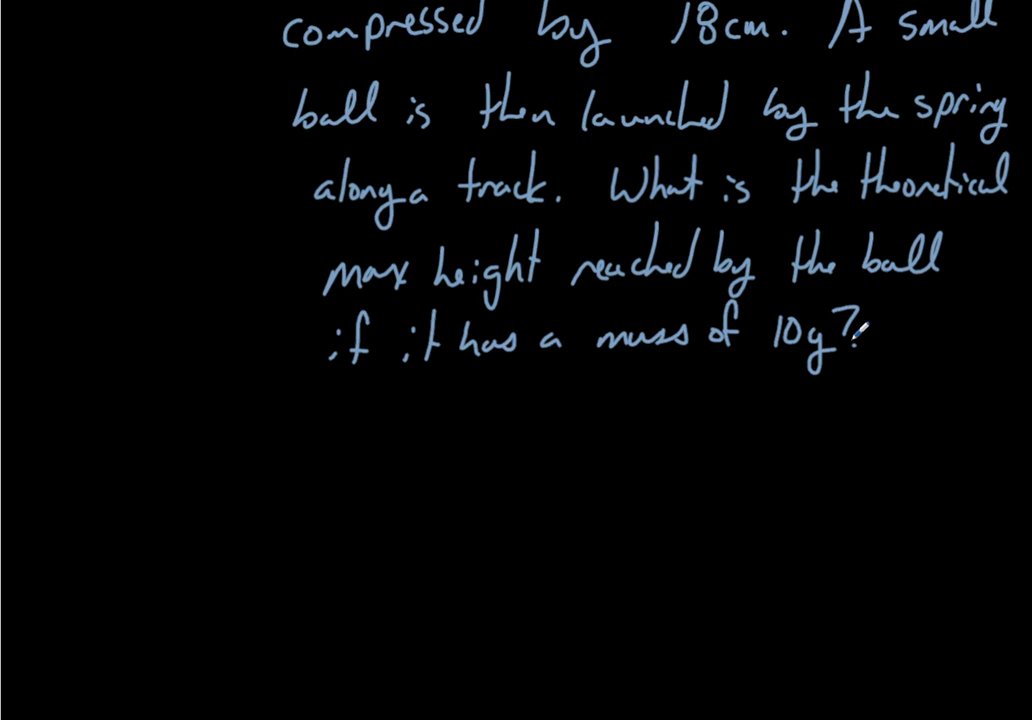 compressed by 18cm. A small
ball is then launched by the spring
along a track. What is the theoretical
max height reached by the ball
if it has a mass of 10g?